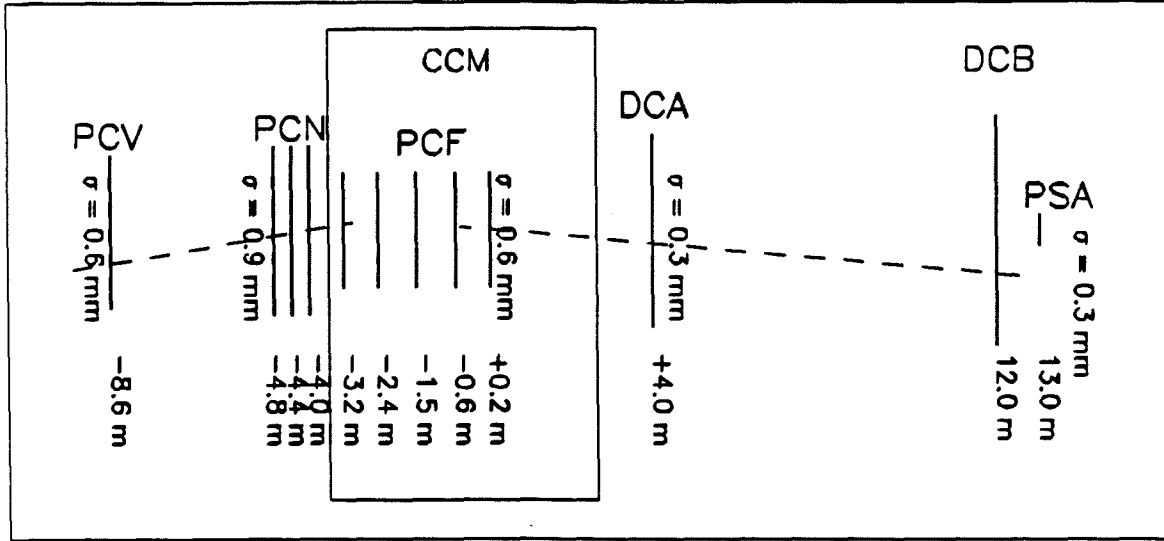 CCM
DCB
DCA
PCV
PCN
PCF
PSA
σ = 0.6 mm
σ = 0.9 mm
σ = 0.6 mm
σ = 0.3 mm
σ = 0.3 mm
−8.6 m
−4.8 m
−4.4 m
−4.0 m
−3.2 m
−2.4 m
−1.5 m
−0.6 m
+0.2 m
+4.0 m
12.0 m
13.0 m